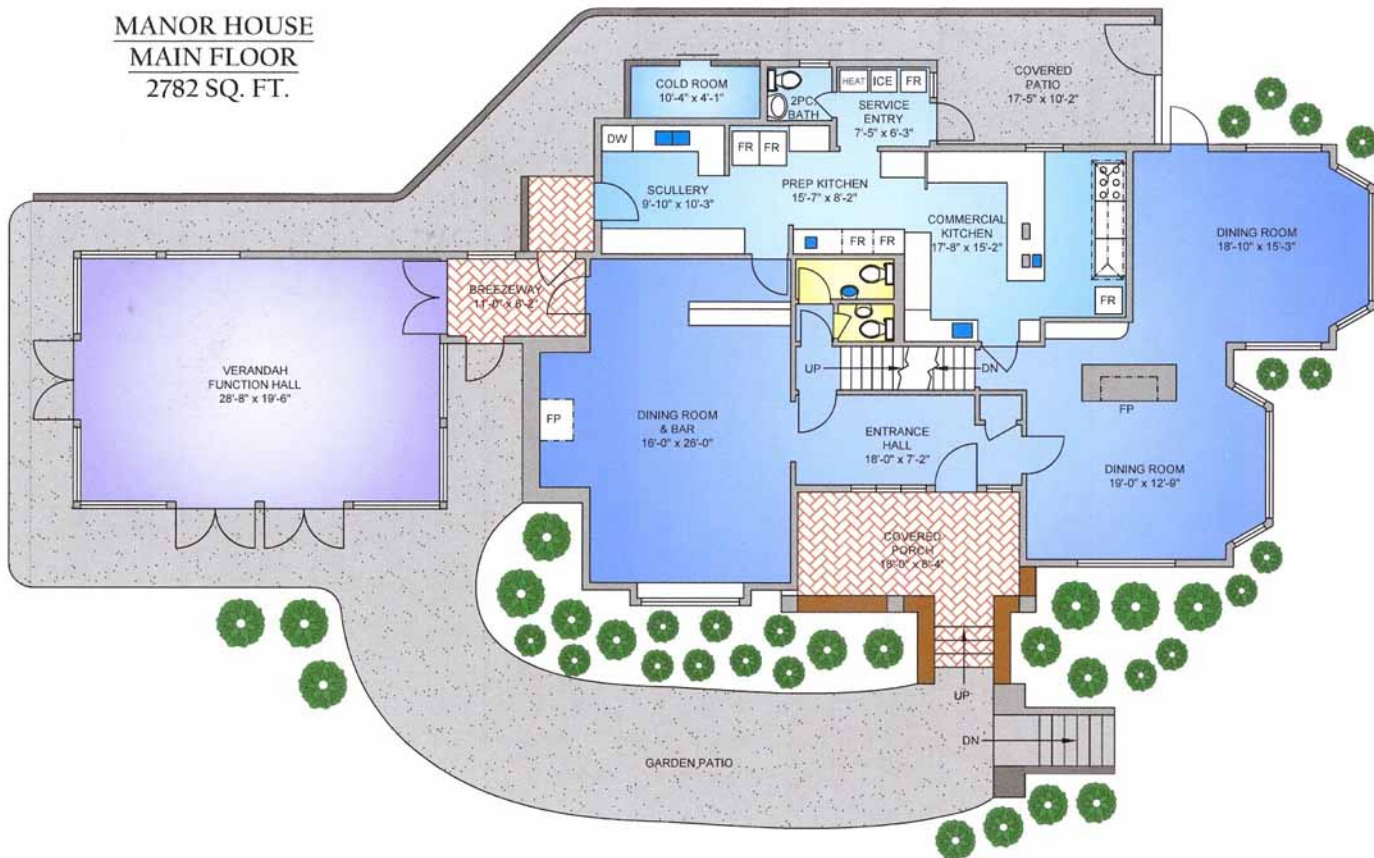 MANOR HOUSE
MAIN FLOOR
2782 SQ. FT.
COLD ROOM
10'-4" x 4'-1"
2PC.
BATH
HEAT
ICE
FR
SERVICE
ENTRY
7'-5" x 6'-3"
COVERED
PATIO
17'-5" x 10'-2"
DW
FR
FR
SCULLERY
9'-10" x 10'-3"
PREP KITCHEN
15'-7" x 8'-2"
COMMERCIAL
KITCHEN
17'-8" x 15'-2"
DINING ROOM
18'-10" x 15'-3"
FR
FR
FR
BREEZEWAY
11'-0" x 6'-2"
VERANDAH
FUNCTION HALL
28'-8" x 19'-6"
UP
DN
FP
DINING ROOM
& BAR
16'-0" x 26'-0"
FP
ENTRANCE
HALL
18'-0" x 7'-2"
DINING ROOM
19'-0" x 12'-9"
COVERED
PORCH
18'-0" x 8'-4"
UP
DN
GARDEN PATIO